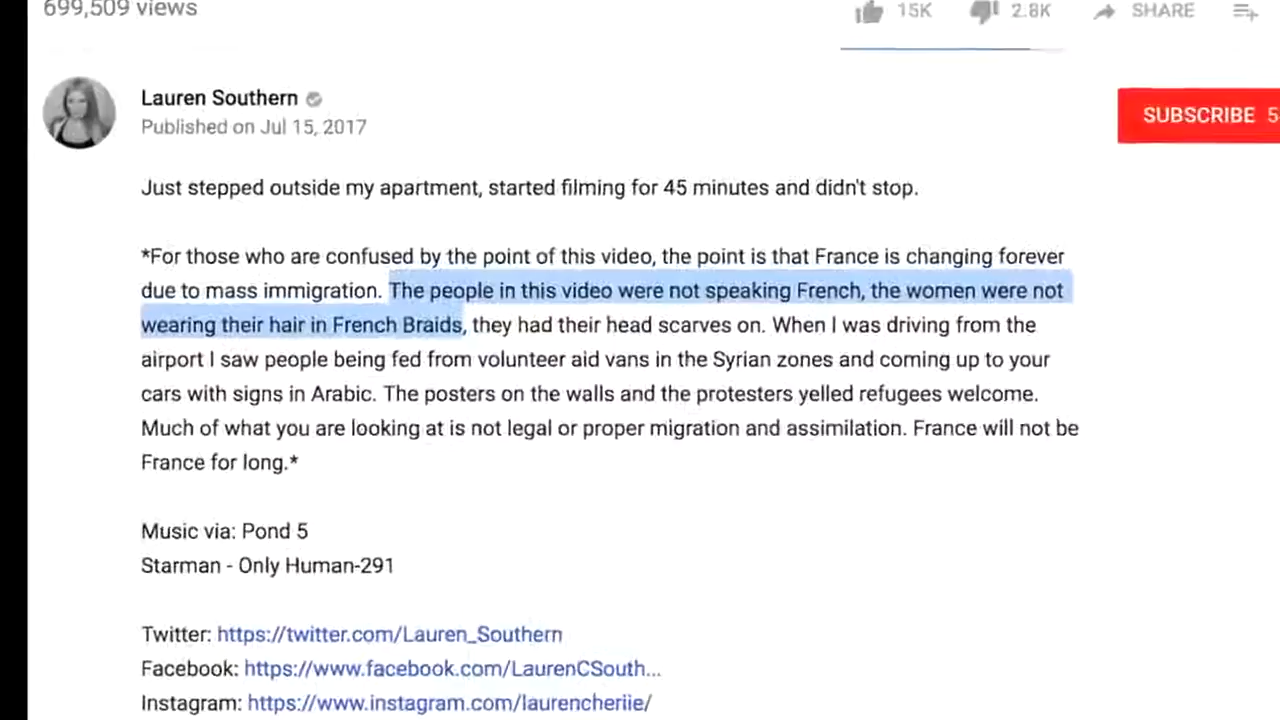 699,509 views
15K 2.8K SHARE
Lauren Southern
Published on Jul 15, 2017
SUBSCRIBE 5
Just stepped outside my apartment, started filming for 45 minutes and didn't stop.
*For those who are confused by the point of this video, the point is that France is changing forever
due to mass immigration. The people in this video were not speaking French, the women were not
wearing their hair in French Braids, they had their head scarves on. When I was driving from the
airport I saw people being fed from volunteer aid vans in the Syrian zones and coming up to your
cars with signs in Arabic. The posters on the walls and the protesters yelled refugees welcome.
Much of what you are looking at is not legal or proper migration and assimilation. France will not be
France for long.*
Music via: Pond 5
Starman - Only Human-291
Twitter: https://twitter.com/Lauren_Southern
Facebook: https://www.facebook.com/LaurenCSouth...
Instagram: https://www.instagram.com/laurencheriie/